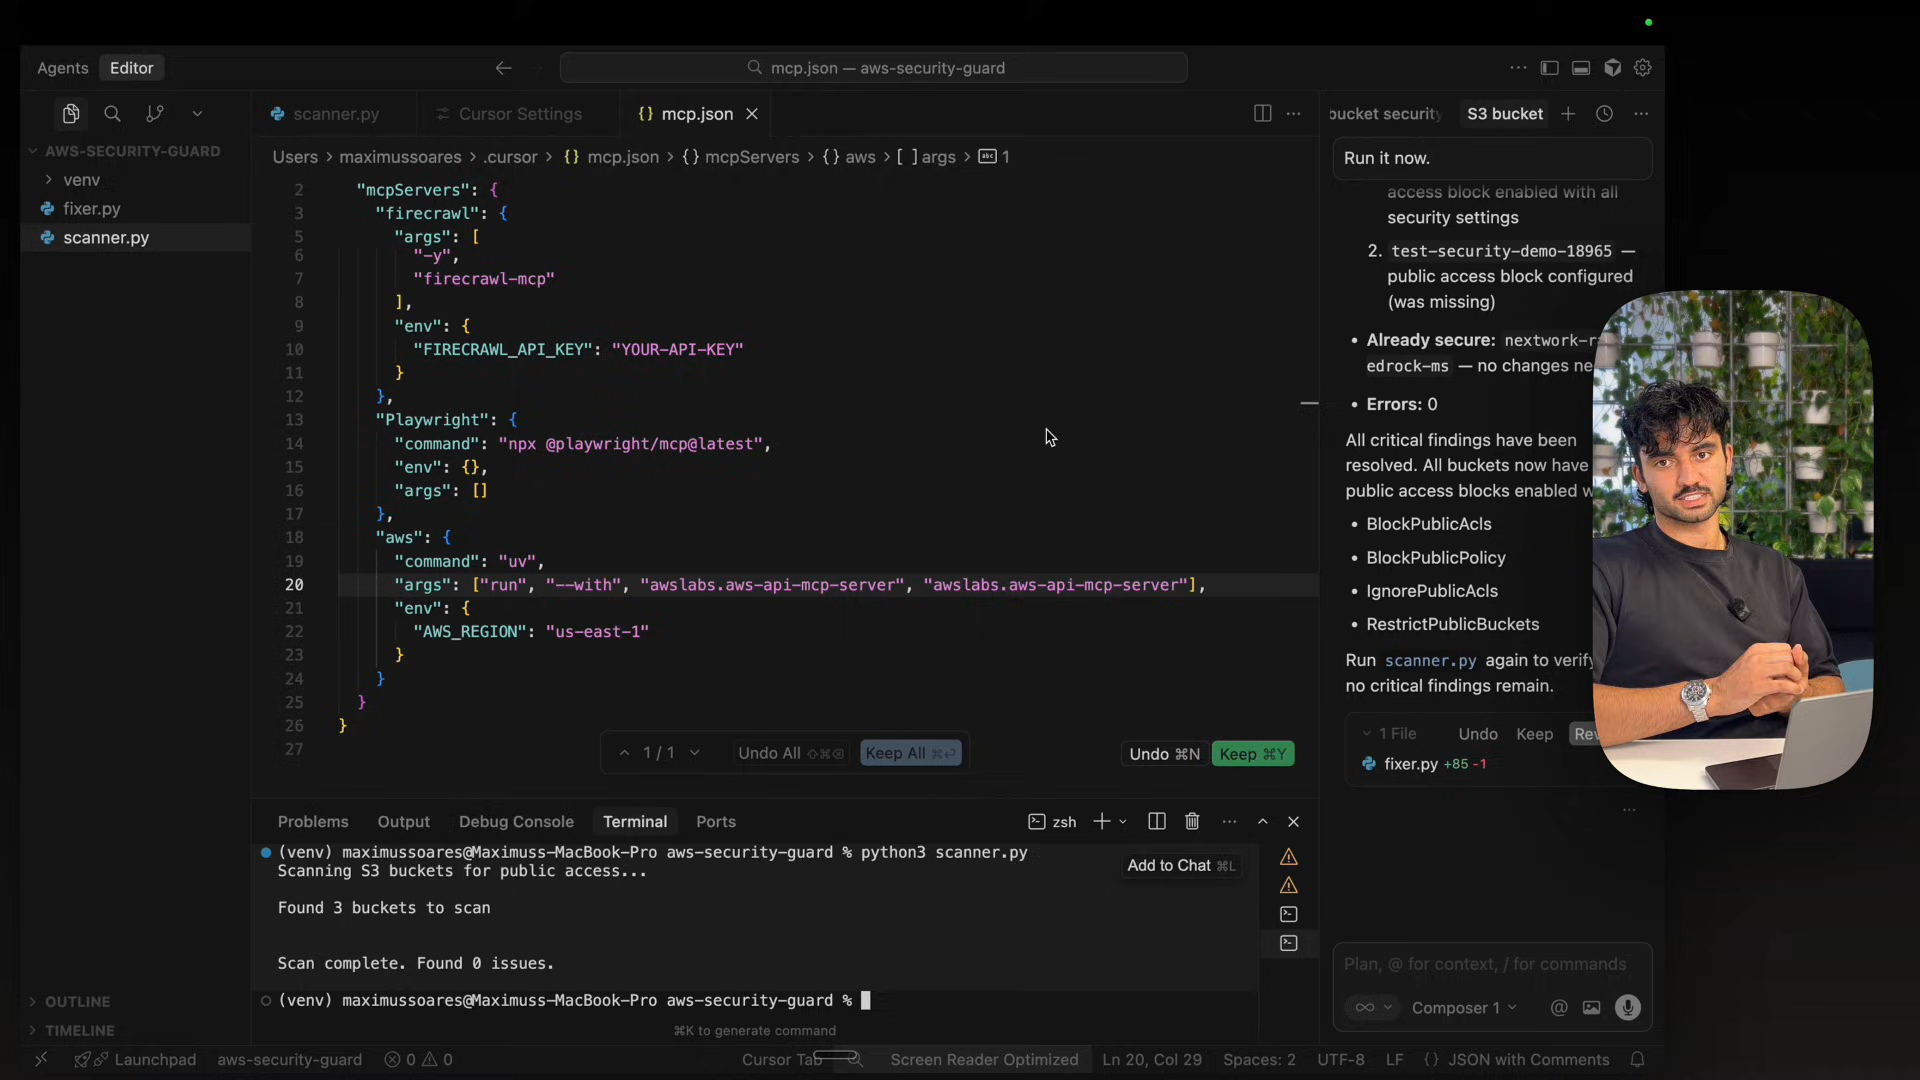 Agents
Editor
mcp.json — aws-security-guard
AWS-SECURITY-GUARD
venv
fixer.py
scanner.py
OUTLINE
TIMELINE
scanner.py
Cursor Settings
{} mcp.json
Users > maximussoares > .cursor > {} mcp.json > {} mcpServers > {} aws > [ ] args > abc 1
2 "mcpServers": {
3 "firecrawl": {
5 "args": [
6 "-y",
7 "firecrawl-mcp"
8 ],
9 "env": {
10 "FIRECRAWL_API_KEY": "YOUR-API-KEY"
11 }
12 },
13 "Playwright": {
14 "command": "npx @playwright/mcp@latest",
15 "env": {},
16 "args": []
17 },
18 "aws": {
19 "command": "uv",
20 "args": ["run", "--with", "awslabs.aws-api-mcp-server", "awslabs.aws-api-mcp-server"],
21 "env": {
22 "AWS_REGION": "us-east-1"
23 }
24 }
25 }
26 }
27
1 / 1
Undo All ⇧⌘⌫
Keep All ⌘⏎
Undo ⌘N
Keep ⌘Y
Problems
Output
Debug Console
Terminal
Ports
zsh
(venv) maximussoares@Maximuss-MacBook-Pro aws-security-guard % python3 scanner.py
Scanning S3 buckets for public access...
Found 3 buckets to scan
Scan complete. Found 0 issues.
(venv) maximussoares@Maximuss-MacBook-Pro aws-security-guard %
Add to Chat ⌘L
⌘K to generate command
bucket security
S3 bucket
Run it now.
access block enabled with all
security settings
2. test-security-demo-18965 —
public access block configured
(was missing)
• Already secure: nextwork-r
edrock-ms — no changes ne
• Errors: 0
All critical findings have been
resolved. All buckets now have
public access blocks enabled w
• BlockPublicAcls
• BlockPublicPolicy
• IgnorePublicAcls
• RestrictPublicBuckets
Run scanner.py again to verify
no critical findings remain.
1 File
Undo
Keep
Rev
fixer.py +85 -1
Plan, @ for context, / for commands
Composer 1
Launchpad
aws-security-guard
0
0
Cursor Tab
Screen Reader Optimized
Ln 20, Col 29
Spaces: 2
UTF-8
LF
{} JSON with Comments